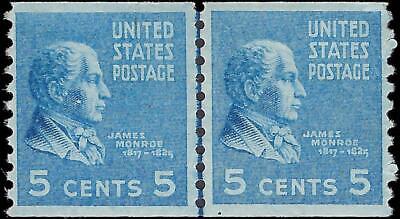 UNITED
STATES
POSTAGE
JAMES
MONROE
1817-1825
5 CENTS 5
UNITED
STATES
POSTAGE
JAMES
MONROE
1817-1825
5 CENTS 5